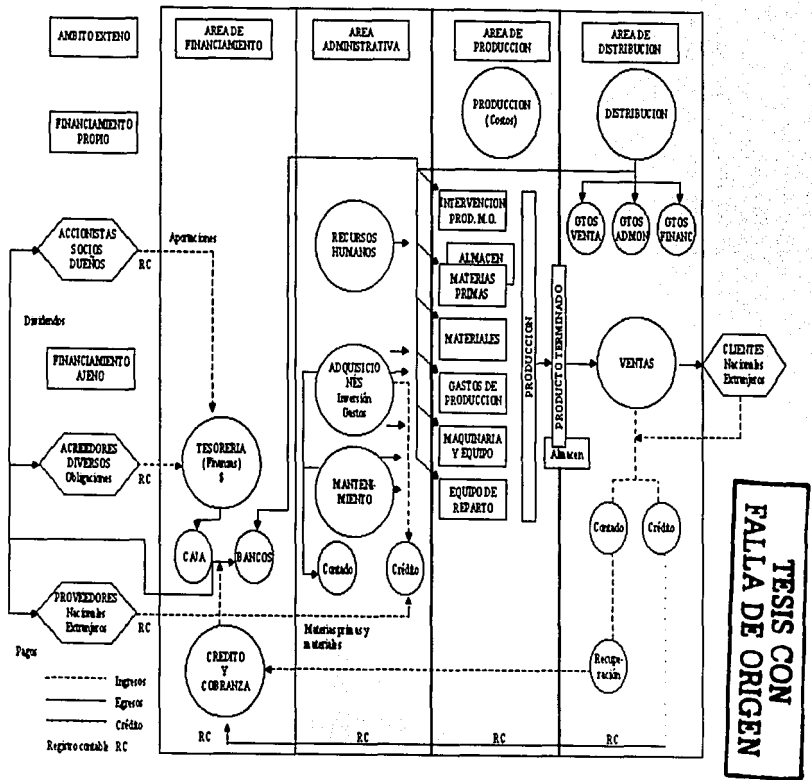 AMBITO EXTENO
AREA DE
FINANCIAMIENTO
AREA
ADMINISTRATIVA
AREA DE
PRODUCCION
AREA DE
DISTRIBUCION
FINANCIAMIENTO
PROPIO
PRODUCCION
(Costos)
DISTRIBUCION
ACCIONISTAS
SOCIOS
DUEÑOS
RC
Aportaciones
RECURSOS
HUMANOS
INTERVENCION
PROD. M.O.
ALMACEN
MATERIAS
PRIMAS
GTOS
VENTA
GTOS
ADMON
GTOS
FINANC
Dividendos
FINANCIAMIENTO
AJENO
ADQUISICIO
NES
Inversión
Gastos
MATERIALES
GASTOS DE
PRODUCCION
PRODUCCION
PRODUCTO TERMINADO
VENTAS
CLIENTES
Nacionales
Extranjeros
ACREEDORES
DIVERSOS
Obligaciones
RC
TESORERIA
(Finanzas)
$
MANTENI-
MIENTO
MAQUINARIA
Y EQUIPO
Almacen
EQUIPO DE
REPARTO
CAJA
BANCOS
Contado
Crédito
Contado
Crédito
PROVEEDORES
Nacionales
Extranjeros
RC
Materias primas y
materiales
Pagos
CREDITO
Y
COBRANZA
Recupe-
ración
Ingresos
Egresos
Crédito
Registro contable RC
RC
RC
RC
RC
TESIS CON
FALLA DE ORIGEN